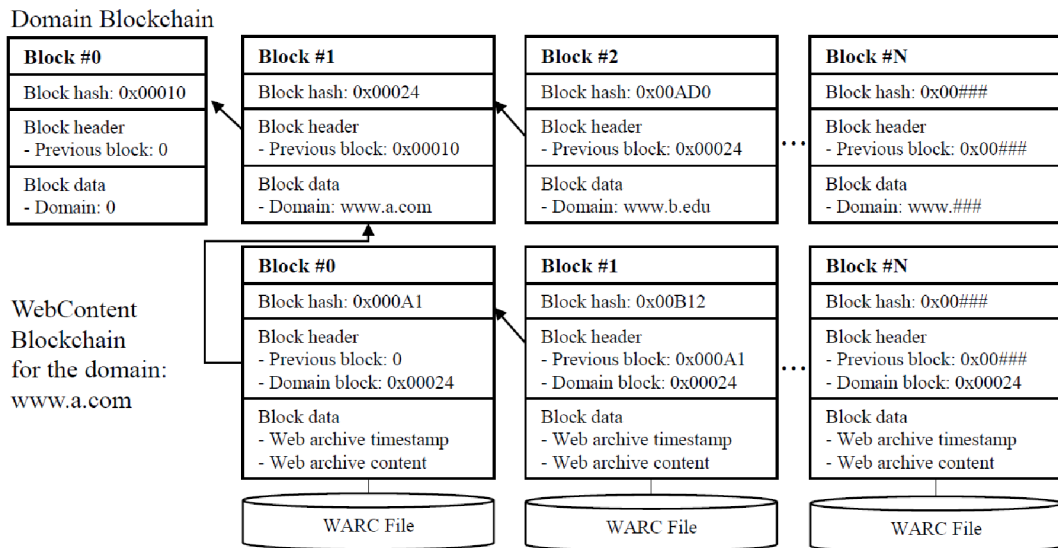 Domain Blockchain
Block #0
Block hash: 0x00010
Block header
- Previous block: 0
Block data
- Domain: 0
Block #1
Block hash: 0x00024
Block header
- Previous block: 0x00010
Block data
- Domain: www.a.com
Block #2
Block hash: 0x00AD0
Block header
- Previous block: 0x00024
Block data
- Domain: www.b.edu
...
Block #N
Block hash: 0x00###
Block header
- Previous block: 0x00###
Block data
- Domain: www.###
WebContent
Blockchain
for the domain:
www.a.com
Block #0
Block hash: 0x000A1
Block header
- Previous block: 0
- Domain block: 0x00024
Block data
- Web archive timestamp
- Web archive content
WARC File
Block #1
Block hash: 0x00B12
Block header
- Previous block: 0x000A1
- Domain block: 0x00024
Block data
- Web archive timestamp
- Web archive content
WARC File
...
Block #N
Block hash: 0x00###
Block header
- Previous block: 0x00###
- Domain block: 0x00024
Block data
- Web archive timestamp
- Web archive content
WARC File